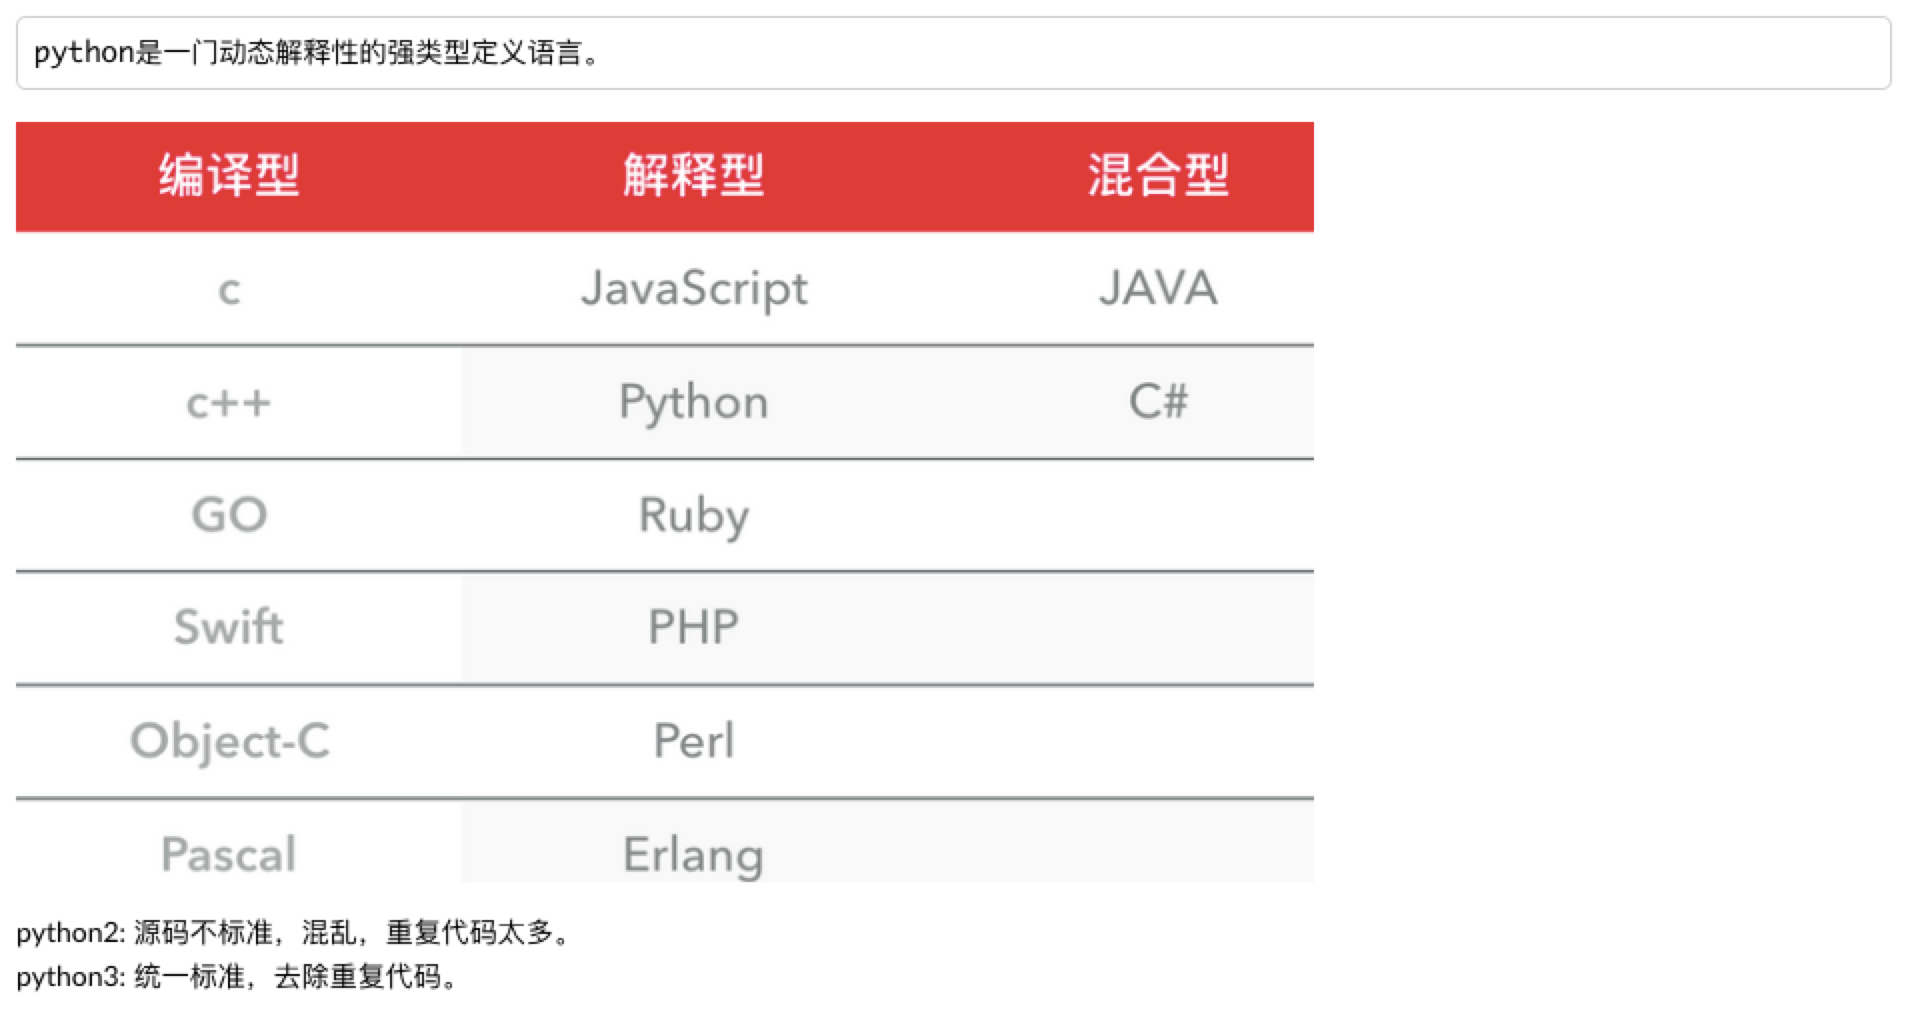 python是一门动态解释性的强类型定义语言。
编译型 解释型 混合型
c JavaScript JAVA
c++ Python C#
GO Ruby
Swift PHP
Object-C Perl
Pascal Erlang
python2: 源码不标准，混乱，重复代码太多。
python3: 统一标准，去除重复代码。